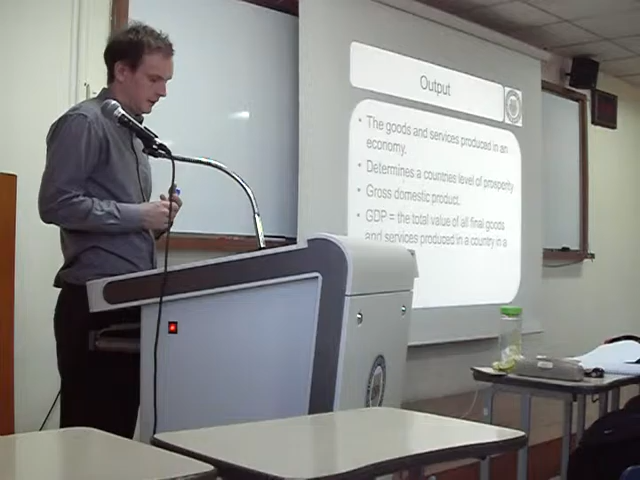 Output
• The goods and services produced in an
economy.
• Determines a countries level of prosperity
• Gross domestic product.
• GDP = the total value of all final goods
and services produced in a country in a